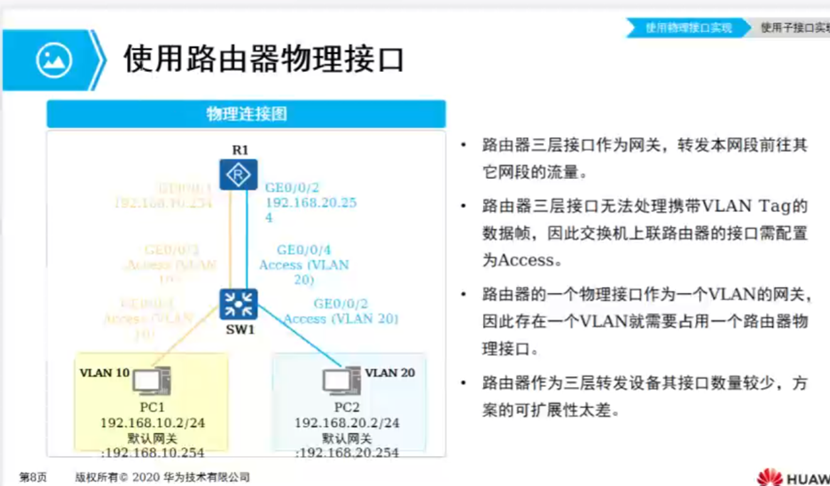 使用物理接口实现
使用子接口实
使用路由器物理接口
物理连接图
R1
GE0/0/1
192.168.10.254
GE0/0/2
192.168.20.25
4
GE0/0/3
Access (VLAN
10)
GE0/0/4
Access (VLAN
20)
Access (VLAN
10)
GE0/0/2
Access (VLAN 20)
SW1
VLAN 10
PC1
192.168.10.2/24
默认网关
:192.168.10.254
VLAN 20
PC2
192.168.20.2/24
默认网关
:192.168.20.254
• 路由器三层接口作为网关，转发本网段前往其
它网段的流量。
• 路由器三层接口无法处理携带VLAN Tag的
数据帧，因此交换机上联路由器的接口需配置
为Access。
• 路由器的一个物理接口作为一个VLAN的网关，
因此存在一个VLAN就需要占用一个路由器物
理接口。
• 路由器作为三层转发设备其接口数量较少，方
案的可扩展性太差。
第8页
版权所有© 2020 华为技术有限公司
HUAW